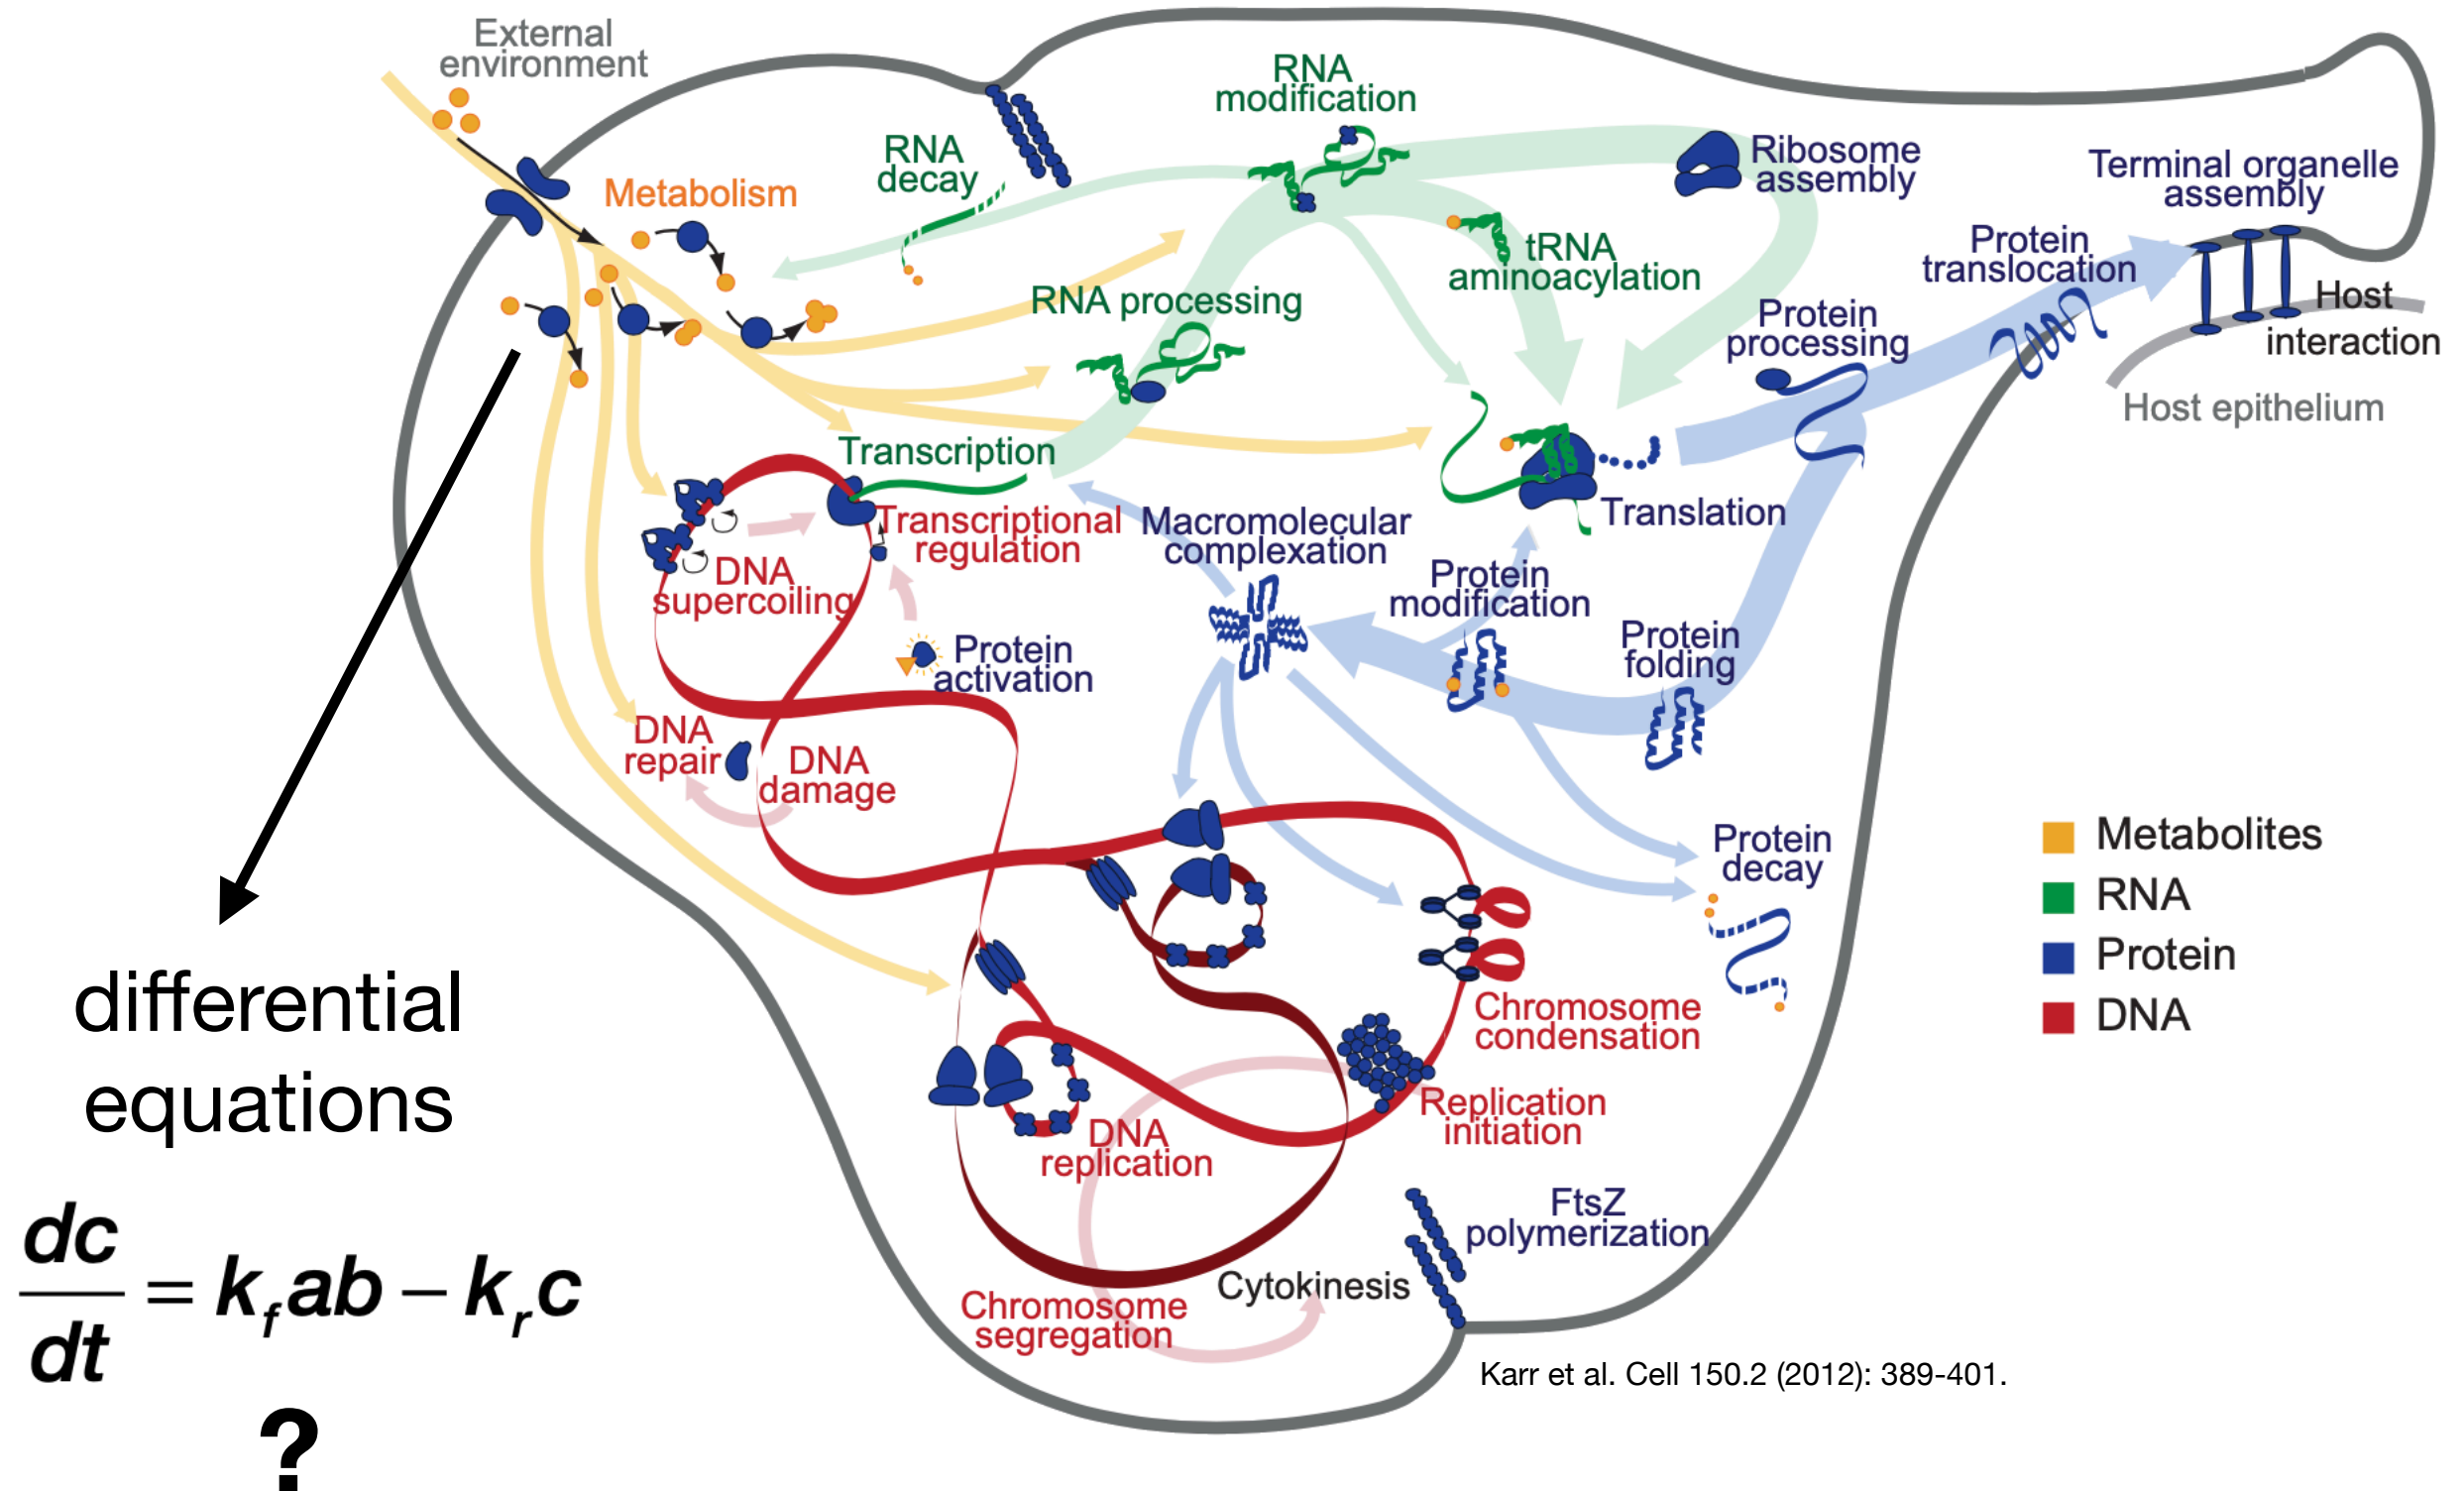 External
environment
RNA
modification
RNA
decay
Ribosome
assembly
Terminal organelle
assembly
Metabolism
tRNA
aminoacylation
Protein
translocation
RNA processing
Protein
processing
Host
interaction
Host epithelium
Transcription
Transcriptional
regulation
Macromolecular
complexation
Translation
DNA
supercoiling
Protein
modification
Protein
folding
Protein
activation
DNA
repair
DNA
damage
Protein
decay
Metabolites
RNA
Protein
DNA
differential
equations
Chromosome
condensation
Replication
initiation
DNA
replication
FtsZ
polymerization
Cytokinesis
Chromosome
segregation
dc
dt
= k_f ab – k_r c
?
Karr et al. Cell 150.2 (2012): 389-401.